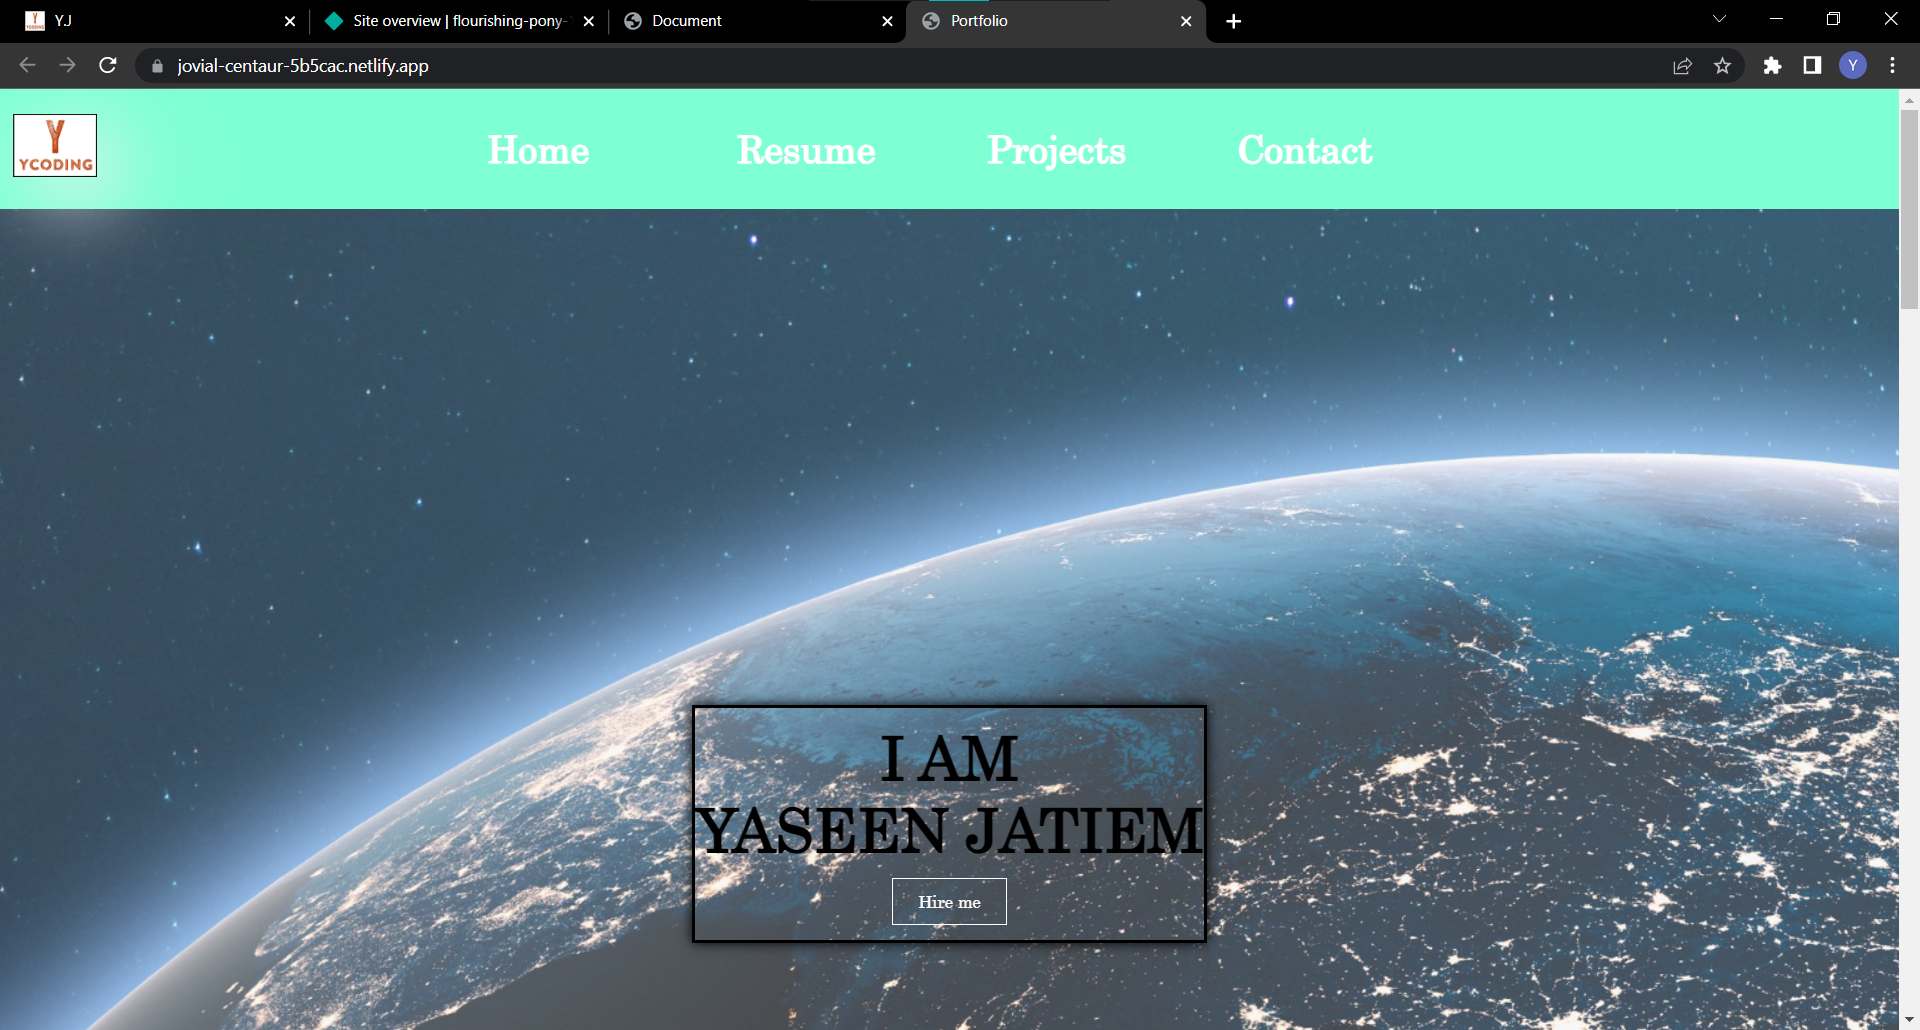 Y.J
Site overview | flourishing-pony-
Document
Portfolio
jovial-centaur-5b5cac.netlify.app
Y
Y
YCODING
Home
Resume
Projects
Contact
I AM
YASEEN JATIEM
Hire me